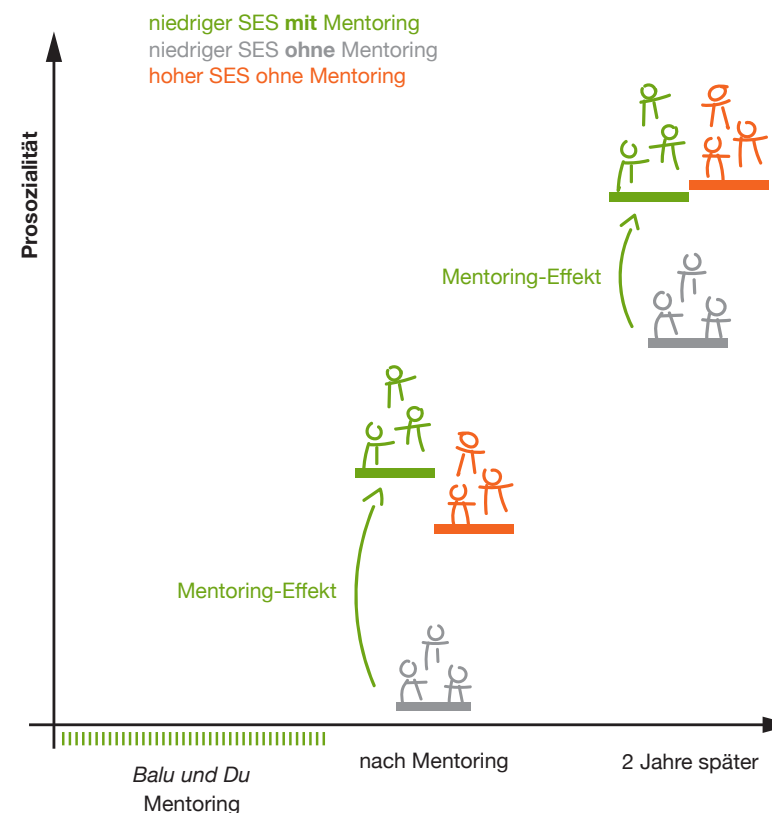 niedriger SES mit Mentoring
niedriger SES ohne Mentoring
hoher SES ohne Mentoring
Prosozialität
Mentoring-Effekt
Mentoring-Effekt
Balu und Du
Mentoring
nach Mentoring
2 Jahre später